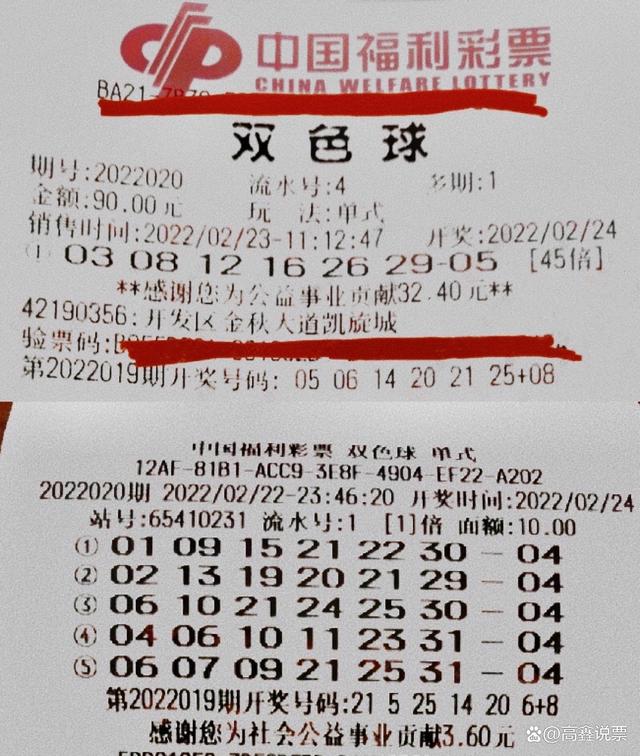 中国福利彩票
CHINA WELFARE LOTTERY
BA21-
双色球
期号:2022020 流水号:4 多期:1
金额:90.00元 玩 法:单式
销售时间:2022/02/23-11:12:47 开奖:2022/02/24
① 03 08 12 16 26 29-05 [45倍]
**感谢您为公益事业贡献32.40元**
42190356:开发区金秋大道凯旋城
验票码:
第2022019期开奖号码: 05 06 14 20 21 25+08
中国福利彩票 双色球 单式
12AF-81B1-ACC9-3E8F-4904-EF22-A202
2022020期 2022/02/22-23:46:20 开奖时间:2022/02/24
站号:65410231 流水号:1 [1]倍 面额:10.00
① 01 09 15 21 22 30 - 04
② 02 13 19 20 21 29 - 04
③ 06 10 21 24 25 30 - 04
④ 04 06 10 11 23 31 - 04
⑤ 06 07 09 21 25 31 - 04
第2022019期开奖号码:21 5 25 14 20 6+8
感谢您为社会公益事业贡献3.60元
@高鑫说票